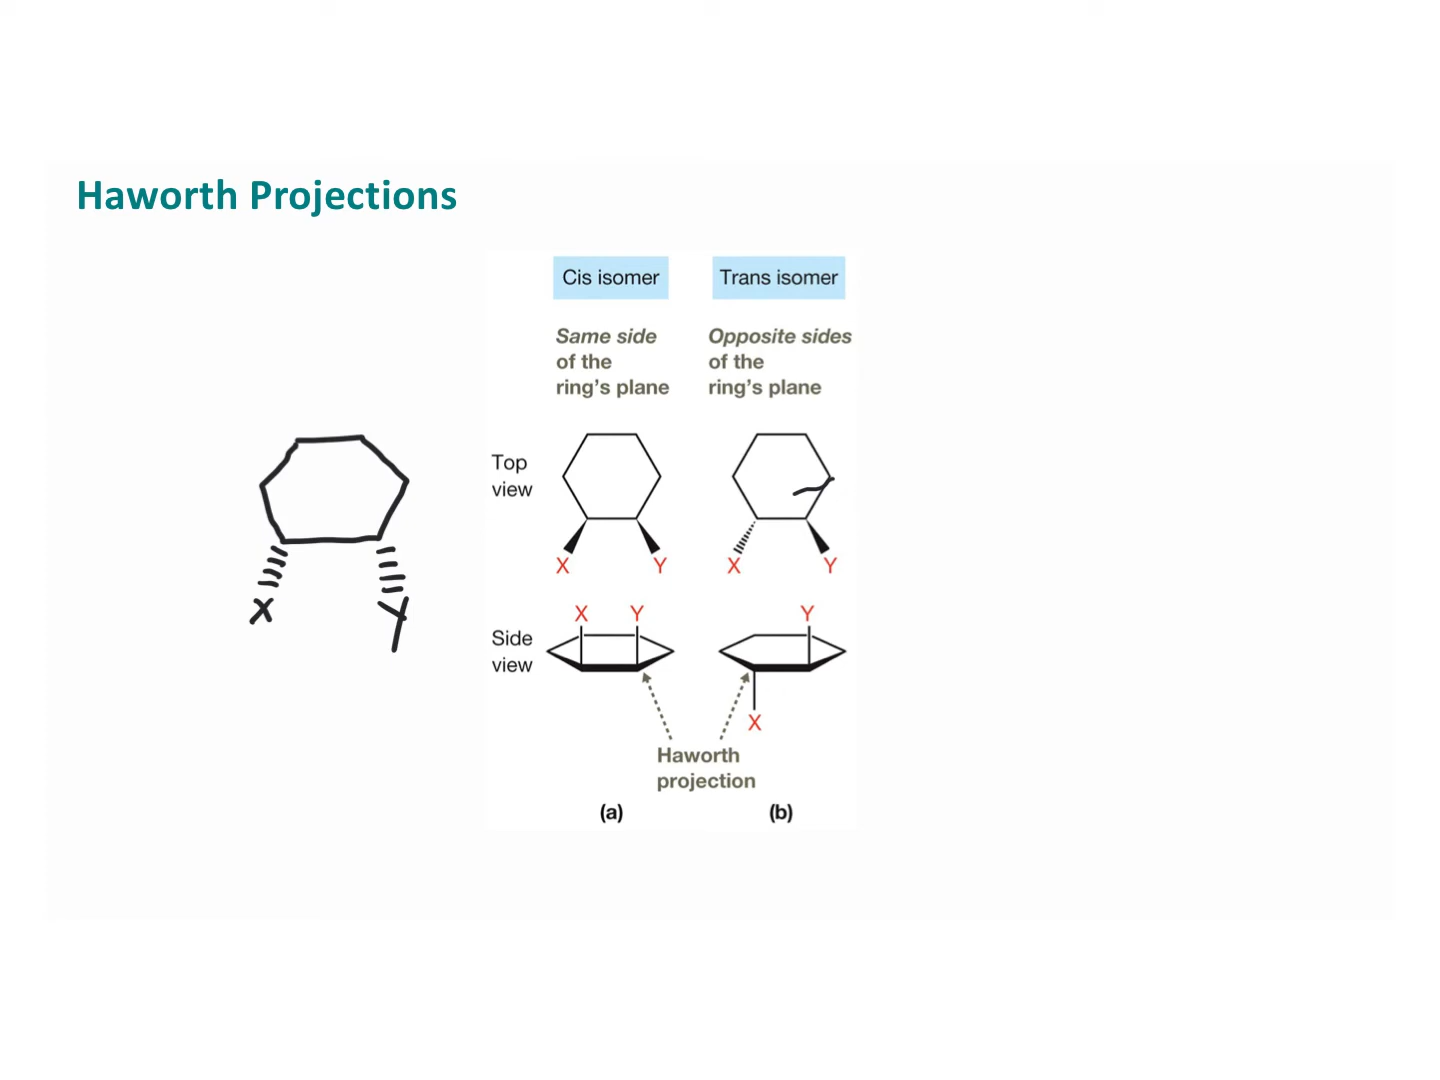 Haworth Projections
Cis isomer
Trans isomer
Same side
of the
ring's plane
Opposite sides
of the
ring's plane
Top
view
X
Y
X
Y
X
Y
Side
view
X
Y
Y
X
Haworth
projection
(a)
(b)